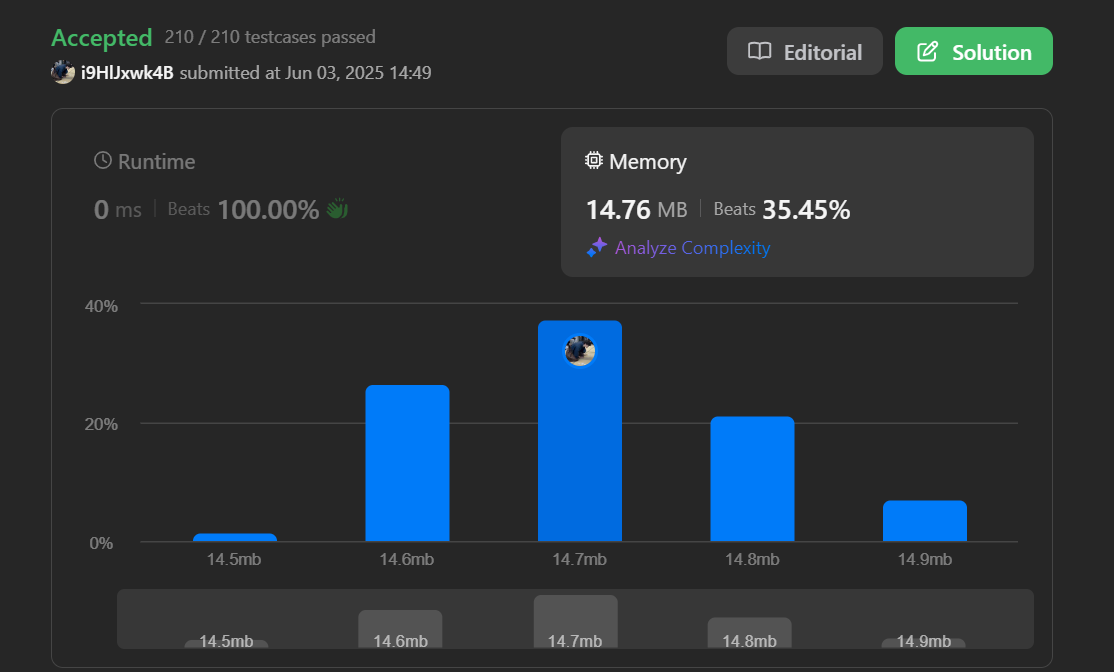 Accepted 210 / 210 testcases passed
i9HIJxwk4B submitted at Jun 03, 2025 14:49
Editorial
Solution
Runtime
0 ms | Beats 100.00%
Memory
14.76 MB | Beats 35.45%
Analyze Complexity
40%
20%
0%
14.5mb 14.6mb 14.7mb 14.8mb 14.9mb
14.5mb 14.6mb 14.7mb 14.8mb 14.9mb